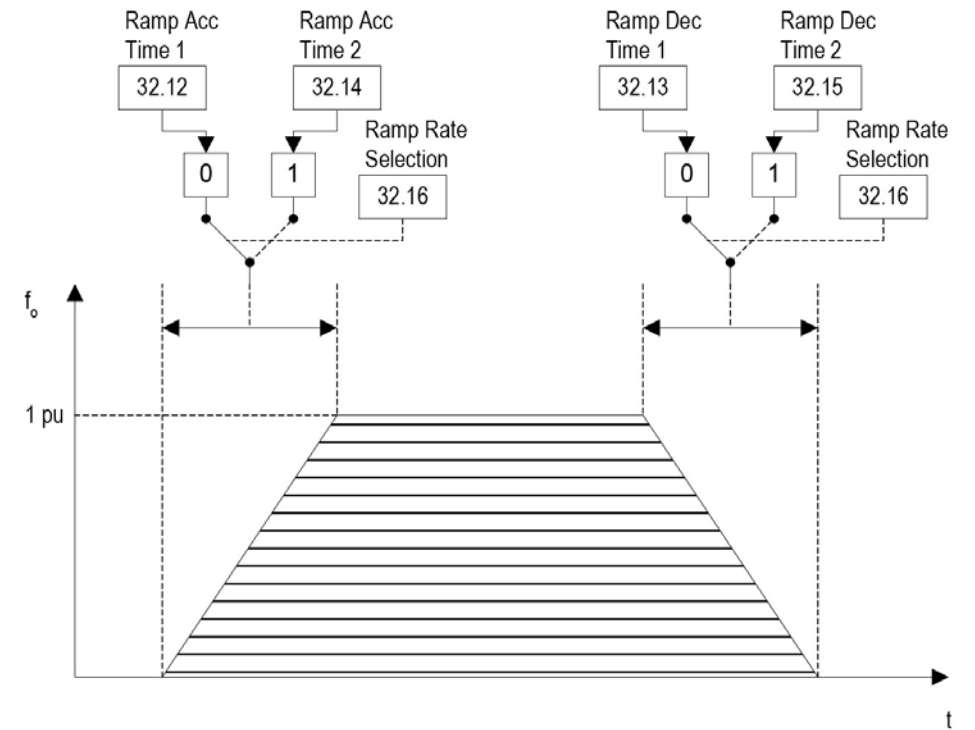 Ramp Acc
Time 1
32.12
0
Ramp Acc
Time 2
32.14
1
Ramp Rate
Selection
32.16
Ramp Dec
Time 1
32.13
0
Ramp Dec
Time 2
32.15
1
Ramp Rate
Selection
32.16
fo
1 pu
t